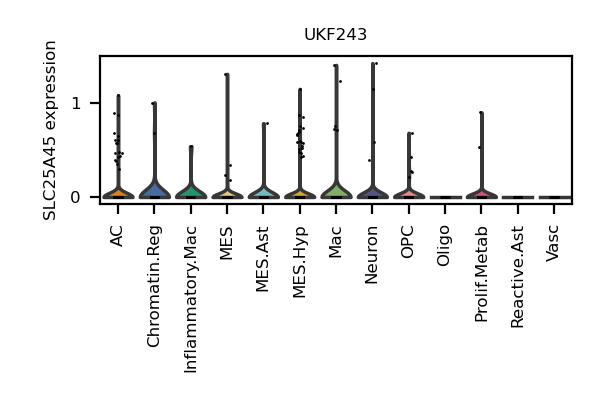 UKF243
SLC25A45 expression
1
0
AC
Chromatin.Reg
Inflammatory.Mac
MES
MES.Ast
MES.Hyp
Mac
Neuron
OPC
Oligo
Prolif.Metab
Reactive.Ast
Vasc